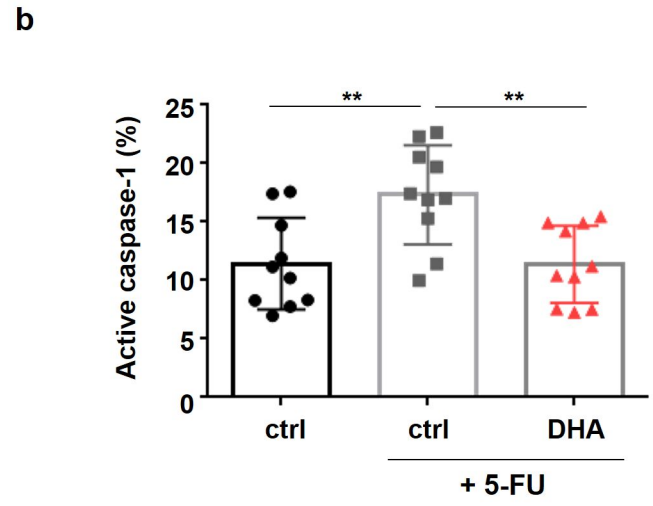 b
** **
25
20
15
10
5
0
Active caspase-1 (%)
ctrl ctrl DHA
+ 5-FU